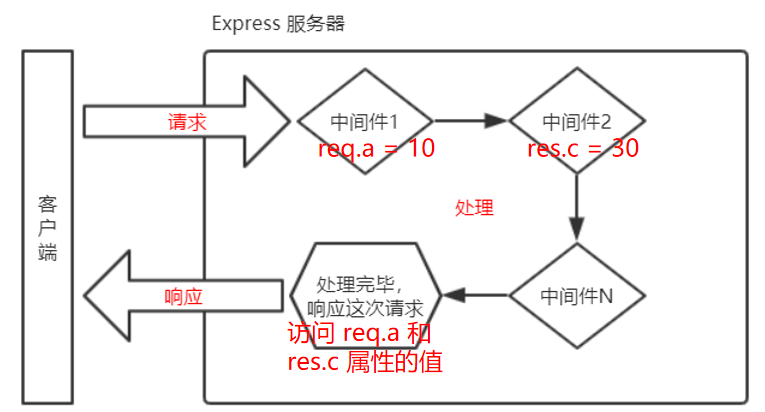 Express 服务器
客户端
请求
中间件1
req.a = 10
中间件2
res.c = 30
处理
中间件N
处理完毕，
响应这次请求
访问 req.a 和
res.c 属性的值
响应